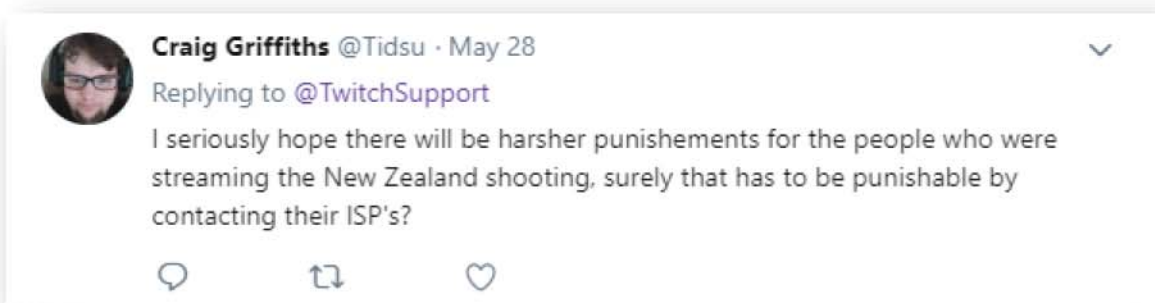 Craig Griffiths @Tidsu · May 28
Replying to @TwitchSupport
I seriously hope there will be harsher punishements for the people who were
streaming the New Zealand shooting, surely that has to be punishable by
contacting their ISP's?